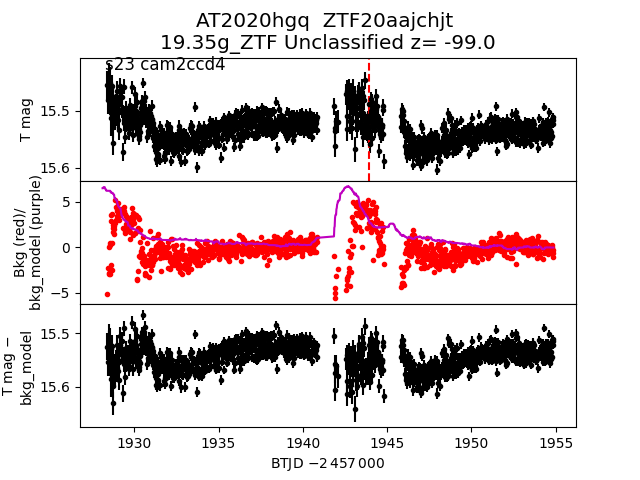 AT2020hgq  ZTF20aajchjt
19.35g_ZTF Unclassified z= -99.0
s23 cam2ccd4
T mag
15.5
15.6
Bkg (red)/
bkg_model (purple)
5
0
−5
T mag −
bkg_model
15.5
15.6
1930
1935
1940
1945
1950
1955
BTJD −2 457 000